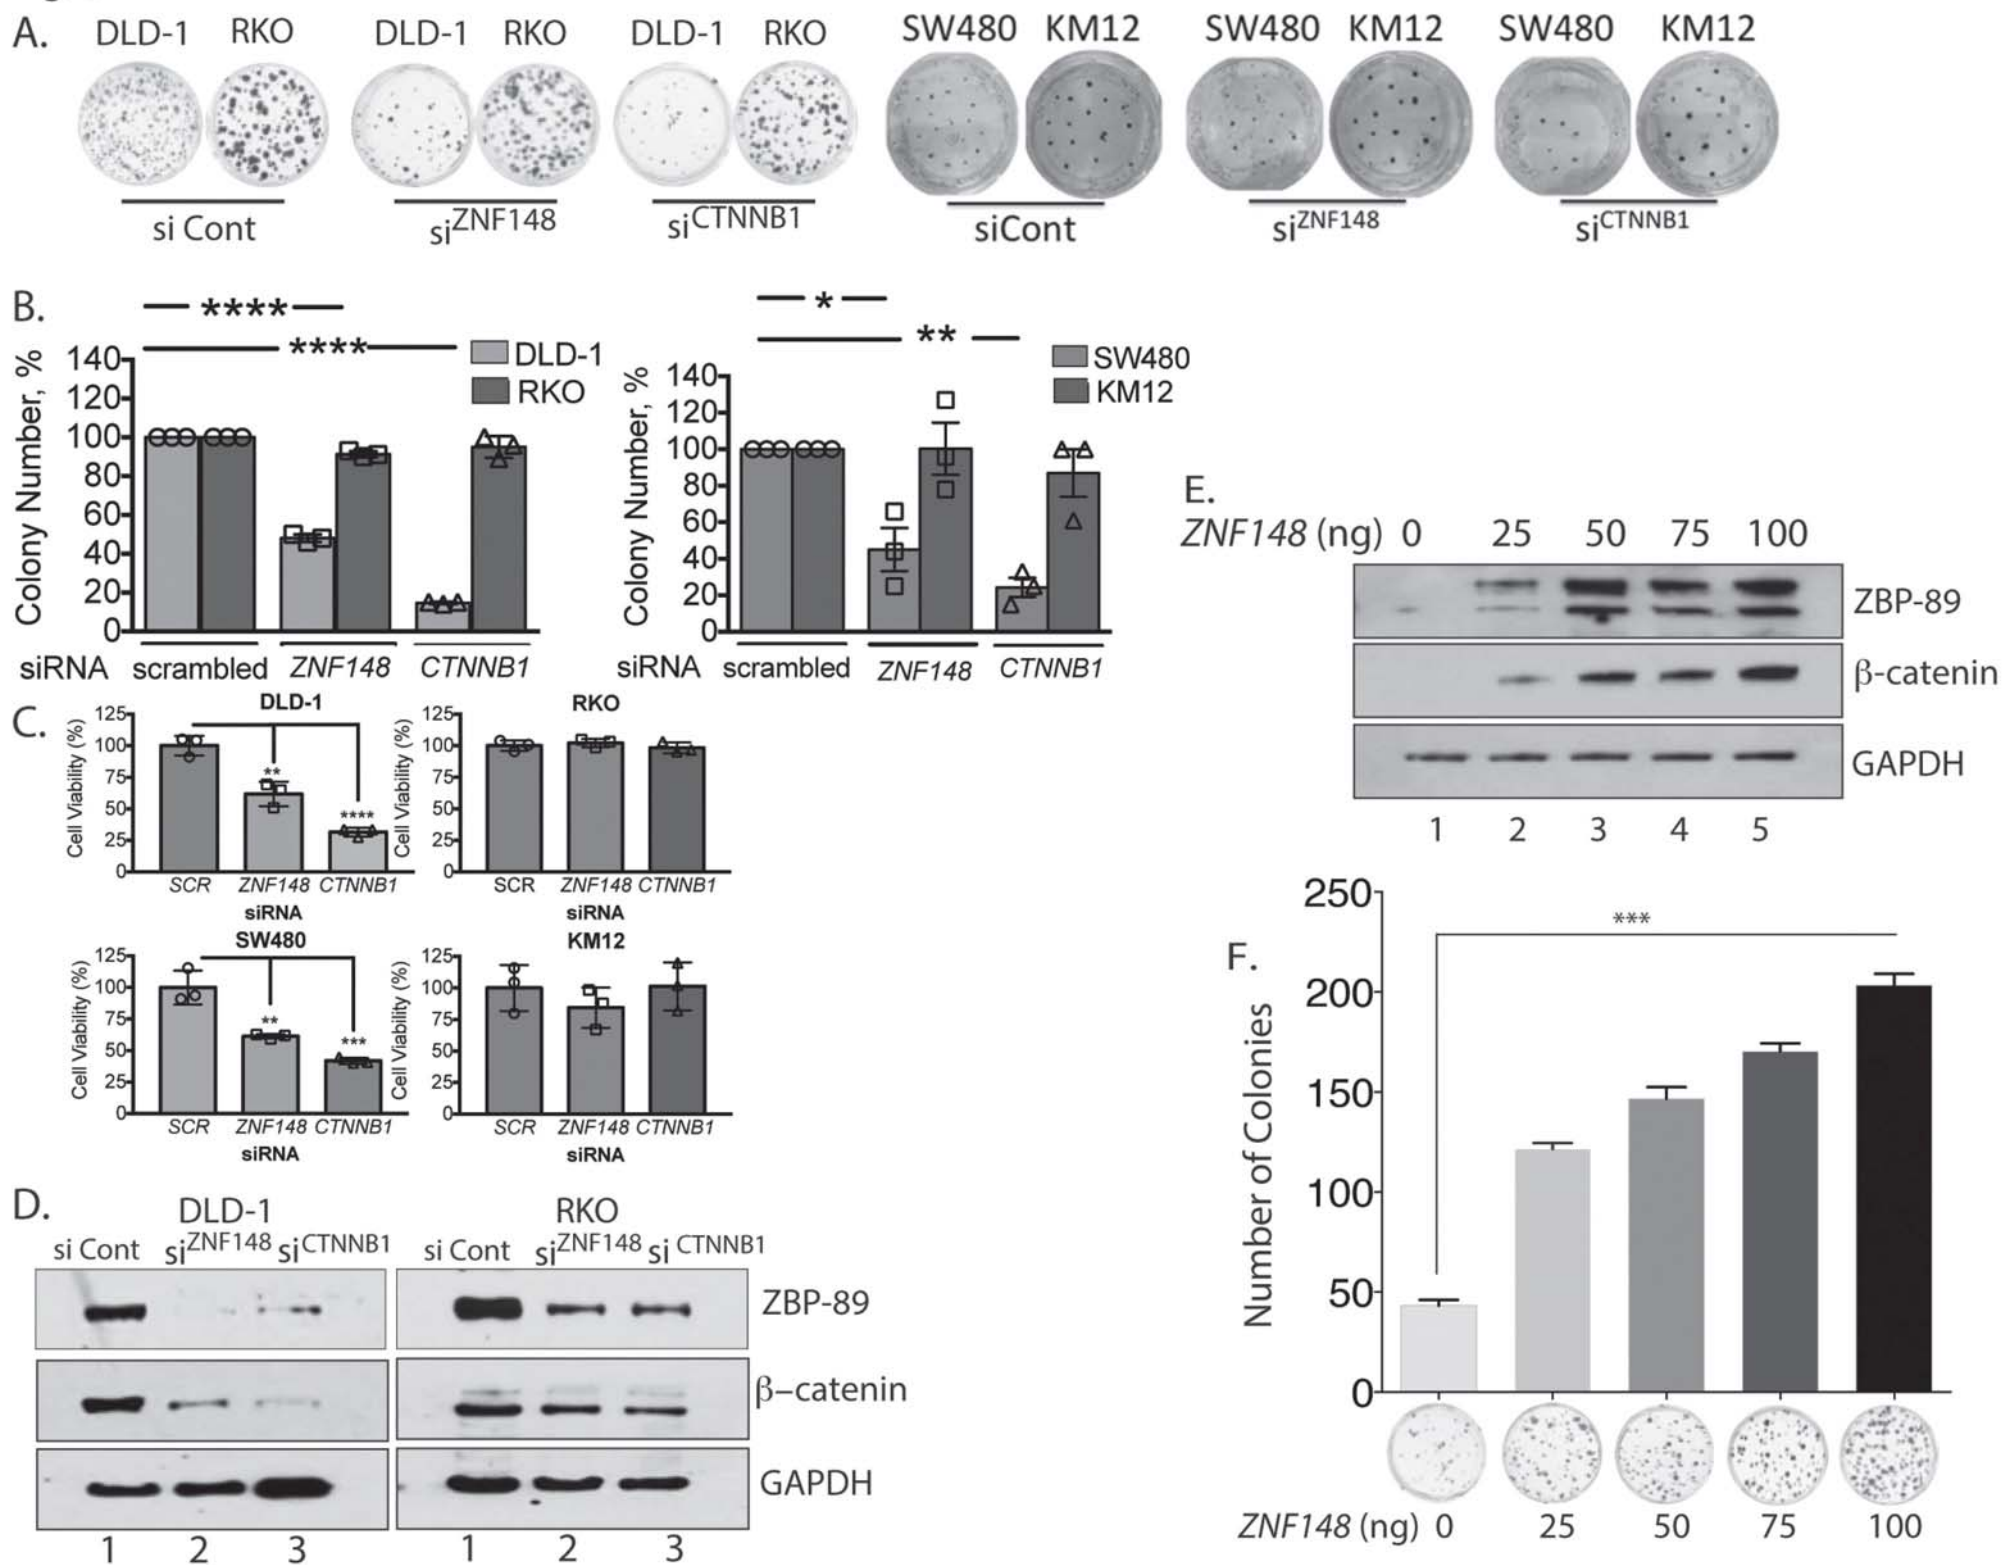 A.
DLD-1 RKO DLD-1 RKO DLD-1 RKO SW480 KM12 SW480 KM12 SW480 KM12
si Cont siZNF148 siCTNNB1 siCont siZNF148 siCTNNB1
B.
****
****
DLD-1
RKO
Colony Number, %
140
120
100
80
60
40
20
0
siRNA scrambled ZNF148 CTNNB1
*
**
SW480
KM12
Colony Number, %
140
120
100
80
60
40
20
0
siRNA scrambled ZNF148 CTNNB1
C.
DLD-1
Cell Viability (%)
125
100
75
50
25
0
**
****
SCR ZNF148 CTNNB1
siRNA
RKO
Cell Viability (%)
125
100
75
50
25
0
SCR ZNF148 CTNNB1
siRNA
SW480
Cell Viability (%)
125
100
75
50
25
0
**
***
SCR ZNF148 CTNNB1
siRNA
KM12
Cell Viability (%)
125
100
75
50
25
0
SCR ZNF148 CTNNB1
siRNA
D.
DLD-1 RKO
si Cont siZNF148 siCTNNB1 si Cont siZNF148 si CTNNB1
ZBP-89
β–catenin
GAPDH
1 2 3 1 2 3
E.
ZNF148 (ng) 0 25 50 75 100
ZBP-89
β-catenin
GAPDH
1 2 3 4 5
F.
Number of Colonies
250
200
150
100
50
0
***
ZNF148 (ng) 0 25 50 75 100